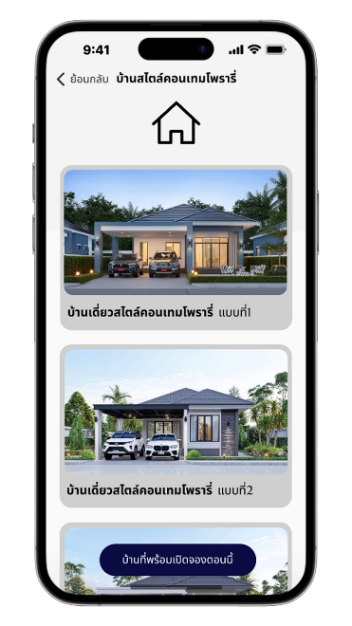 9:41
ย้อนกลับ บ้านสไตล์คอนเทมโพรารี่
บ้านเดี่ยวสไตล์คอนเทมโพรารี่ แบบที่1
บ้านเดี่ยวสไตล์คอนเทมโพรารี่ แบบที่2
บ้านที่พร้อมเปิดจองตอนนี้